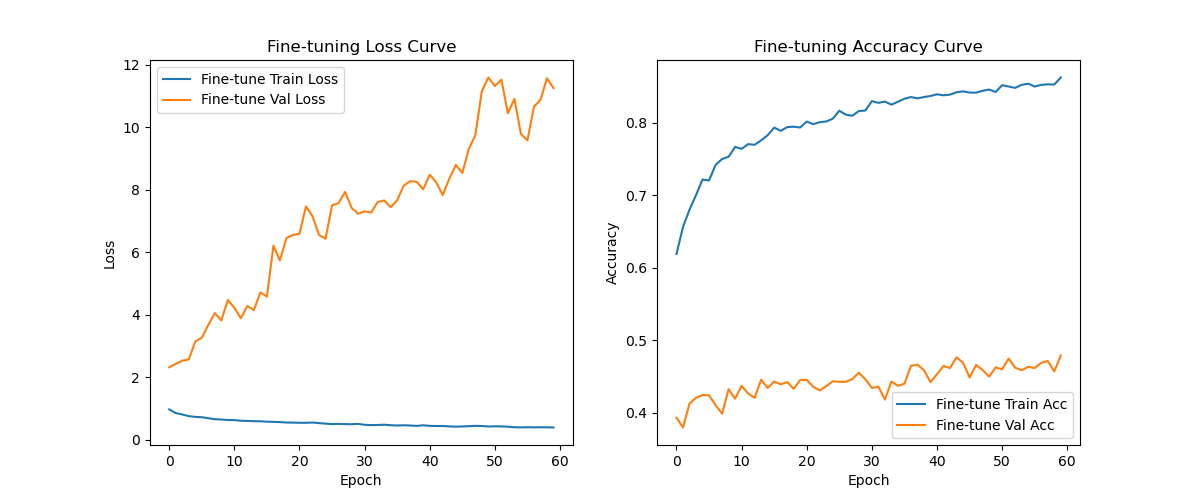 Fine-tuning Loss Curve
Fine-tune Train Loss
Fine-tune Val Loss
12
10
8
6
4
2
0
Loss
0 10 20 30 40 50 60
Epoch
Fine-tuning Accuracy Curve
0.8
0.7
0.6
0.5
0.4
Accuracy
Fine-tune Train Acc
Fine-tune Val Acc
0 10 20 30 40 50 60
Epoch